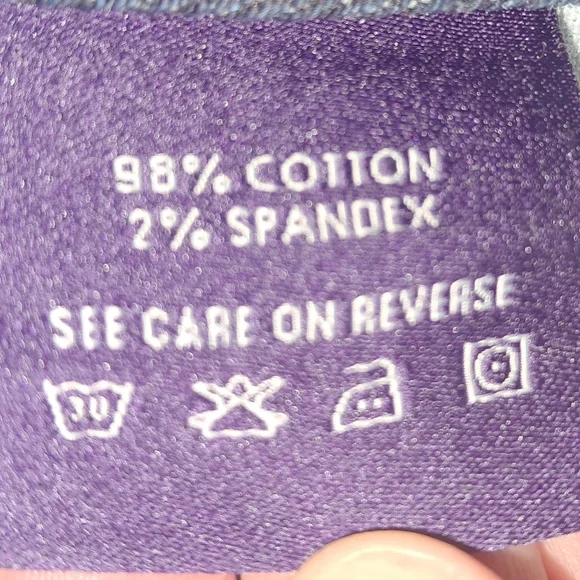 98% COTTON
2% SPANDEX
SEE CARE ON REVERSE
30